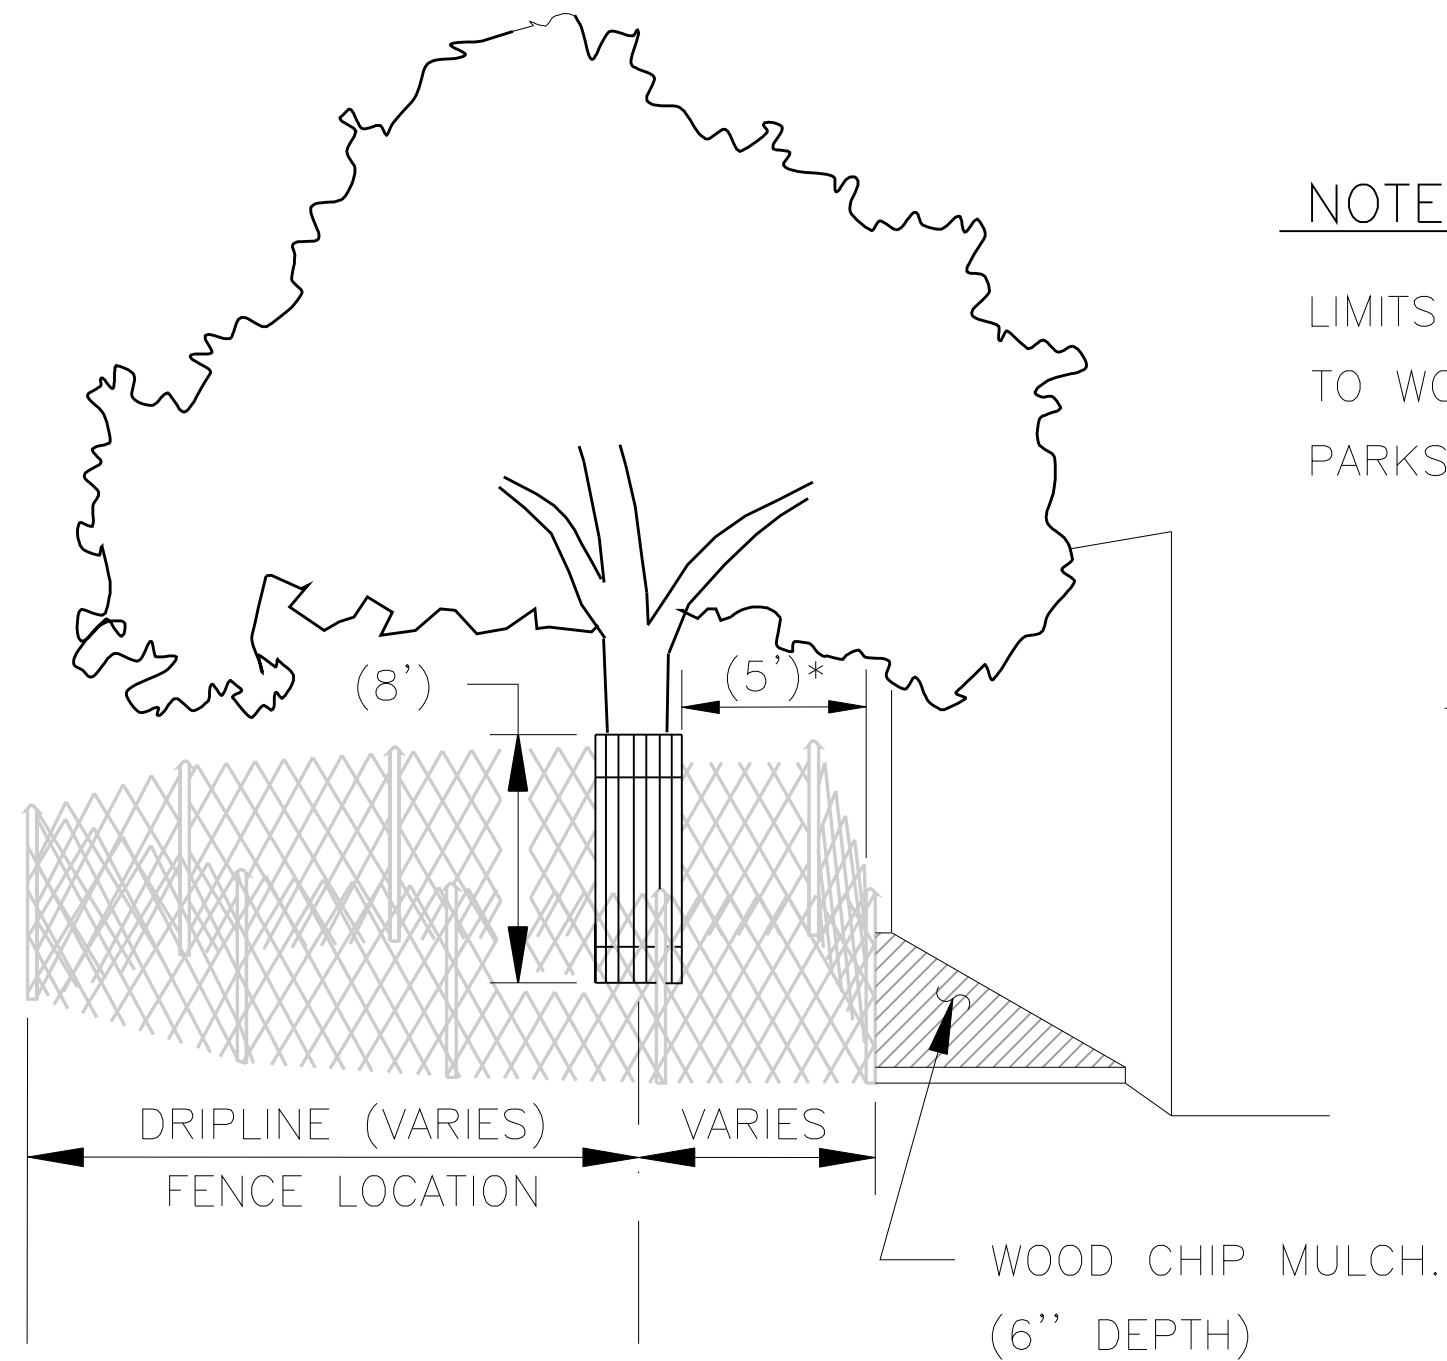 NOTE
LIMITS
TO WO
PARKS
(8')
(5')*
DRIPLINE (VARIES)
VARIES
FENCE LOCATION
WOOD CHIP MULCH.
(6'' DEPTH)